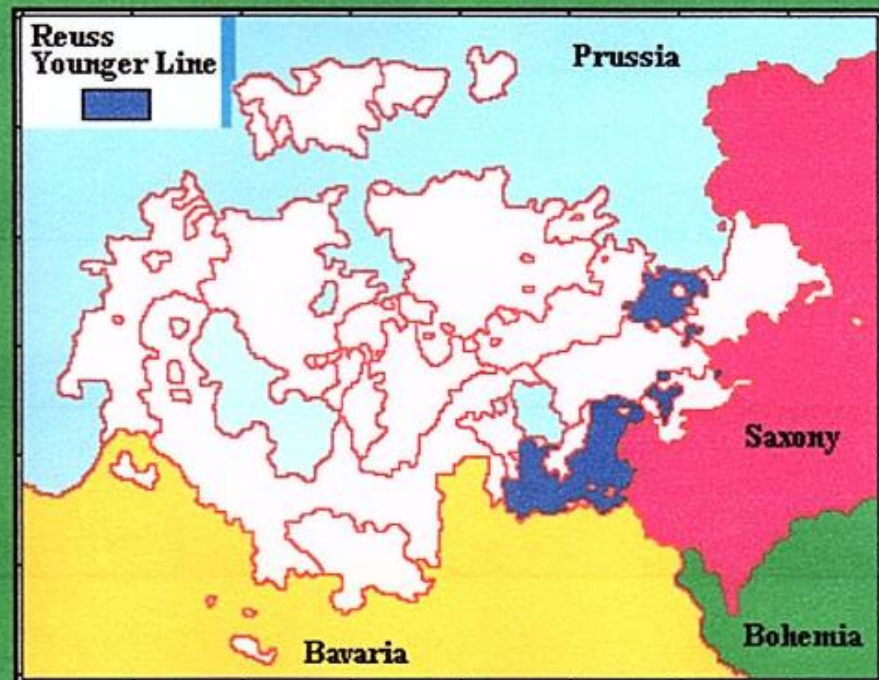 Reuss
Younger Line
Prussia
Saxony
Bohemia
Bavaria